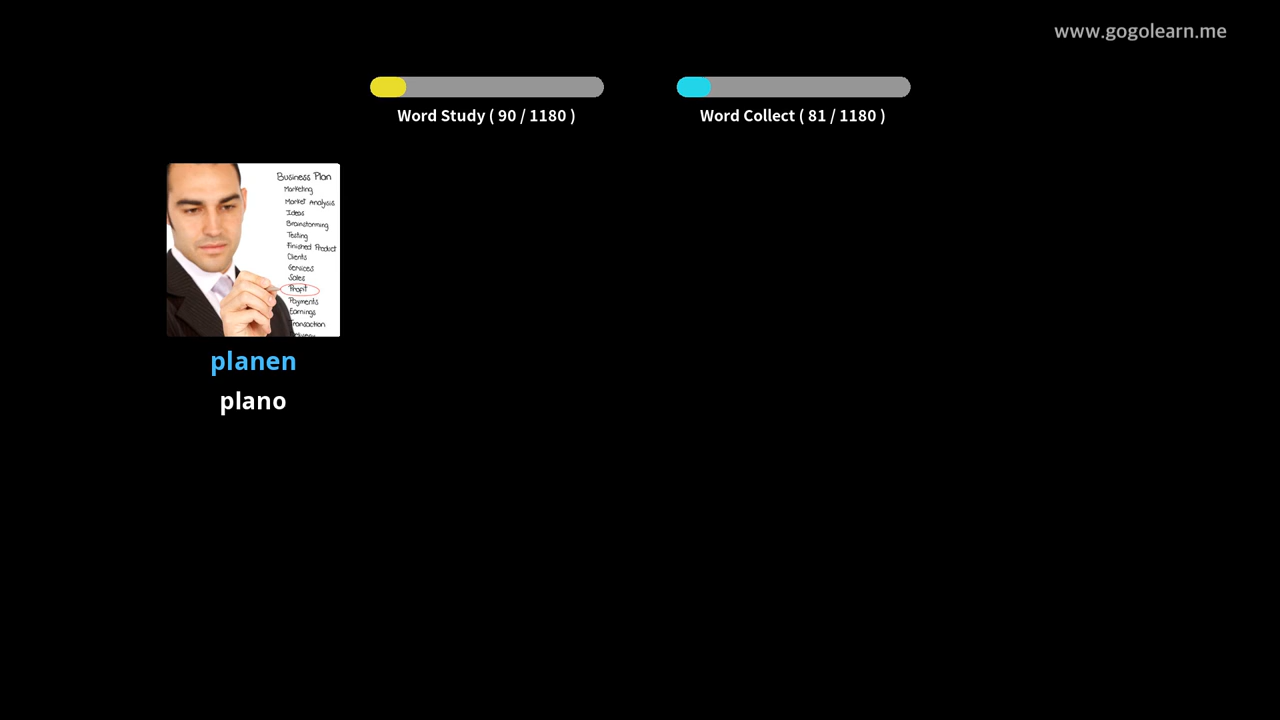 www.gogolearn.me
Word Study ( 90 / 1180 )
Word Collect ( 81 / 1180 )
Business Plan
Marketing
Market Analysis
Ideas
Brainstorming
Testing
Finished Product
Clients
Services
Sales
Profit
Payments
Earnings
Transaction
planen
plano